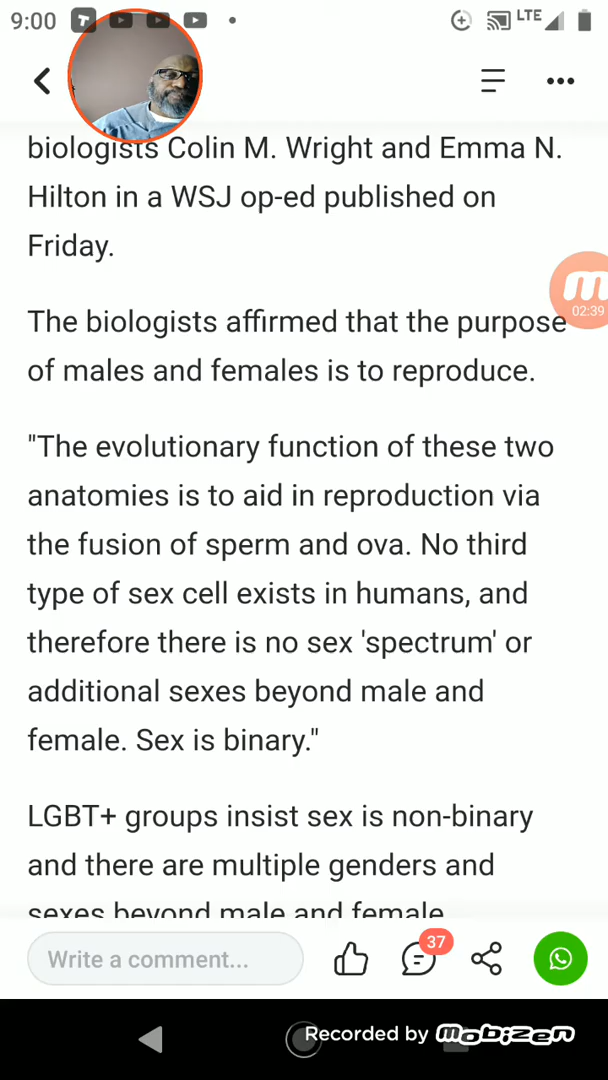 9:00
LTE
biologists Colin M. Wright and Emma N.
Hilton in a WSJ op-ed published on
Friday.
02:39
The biologists affirmed that the purpose
of males and females is to reproduce.
"The evolutionary function of these two
anatomies is to aid in reproduction via
the fusion of sperm and ova. No third
type of sex cell exists in humans, and
therefore there is no sex 'spectrum' or
additional sexes beyond male and
female. Sex is binary."
LGBT+ groups insist sex is non-binary
and there are multiple genders and
sexes beyond male and female
Write a comment...
37
Recorded by mobizen